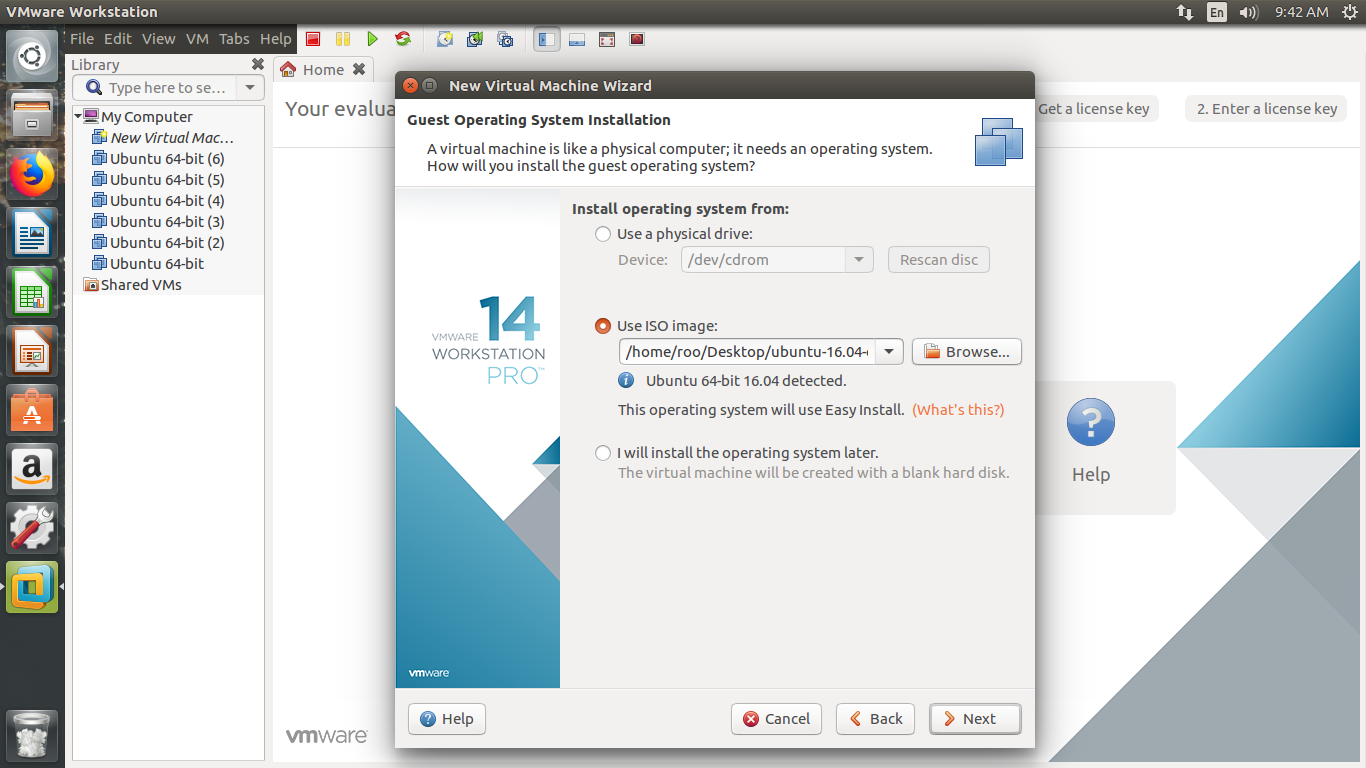 VMware Workstation
En
9:42 AM
File Edit View VM Tabs Help
Library
Type here to se...
My Computer
New Virtual Mac...
Ubuntu 64-bit (6)
Ubuntu 64-bit (5)
Ubuntu 64-bit (4)
Ubuntu 64-bit (3)
Ubuntu 64-bit (2)
Ubuntu 64-bit
Shared VMs
Home
Your evalua
Get a license key
2. Enter a license key
Help
vmware
New Virtual Machine Wizard
Guest Operating System Installation
A virtual machine is like a physical computer; it needs an operating system.
How will you install the guest operating system?
VMWARE 14
WORKSTATION
PRO™
vmware
Install operating system from:
Use a physical drive:
Device: /dev/cdrom Rescan disc
Use ISO image:
/home/roo/Desktop/ubuntu-16.04- Browse...
Ubuntu 64-bit 16.04 detected.
This operating system will use Easy Install. (What's this?)
I will install the operating system later.
The virtual machine will be created with a blank hard disk.
Help Cancel Back Next